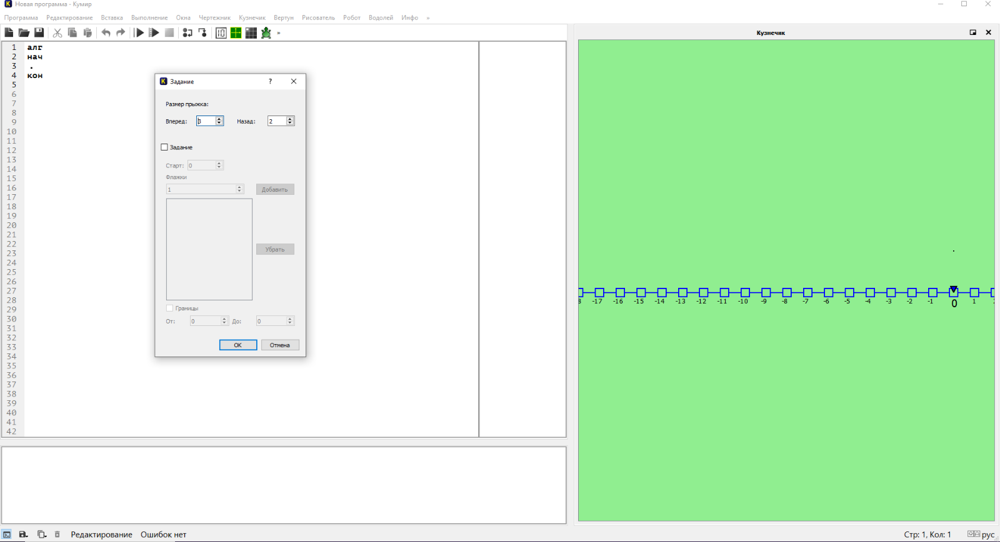 Новая программа - Кумир
Программа Редактирование Вставка Выполнение Окна Чертежник Кузнечик Вертун Рисователь Робот Водолей Инфо »
»
Кузнечик
1 алг
2 нач
3 .
4 кон
5
6
7
8
9
10
11
12
13
14
15
16
17
18
19
20
21
22
23
24
25
26
27
28
29
30
31
32
33
34
35
36
37
38
39
40
41
42
Задание ?
Размер прыжка:
Вперед: 3 Назад: 2
Задание
Старт: 0
Флажки
1 Добавить
Убрать
Границы
От: 0 До: 0
OK Отмена
8 -17 -16 -15 -14 -13 -12 -11 -10 -9 -8 -7 -6 -5 -4 -3 -2 -1 0 1
Редактирование Ошибок нет Стр: 1, Кол: 1 рус